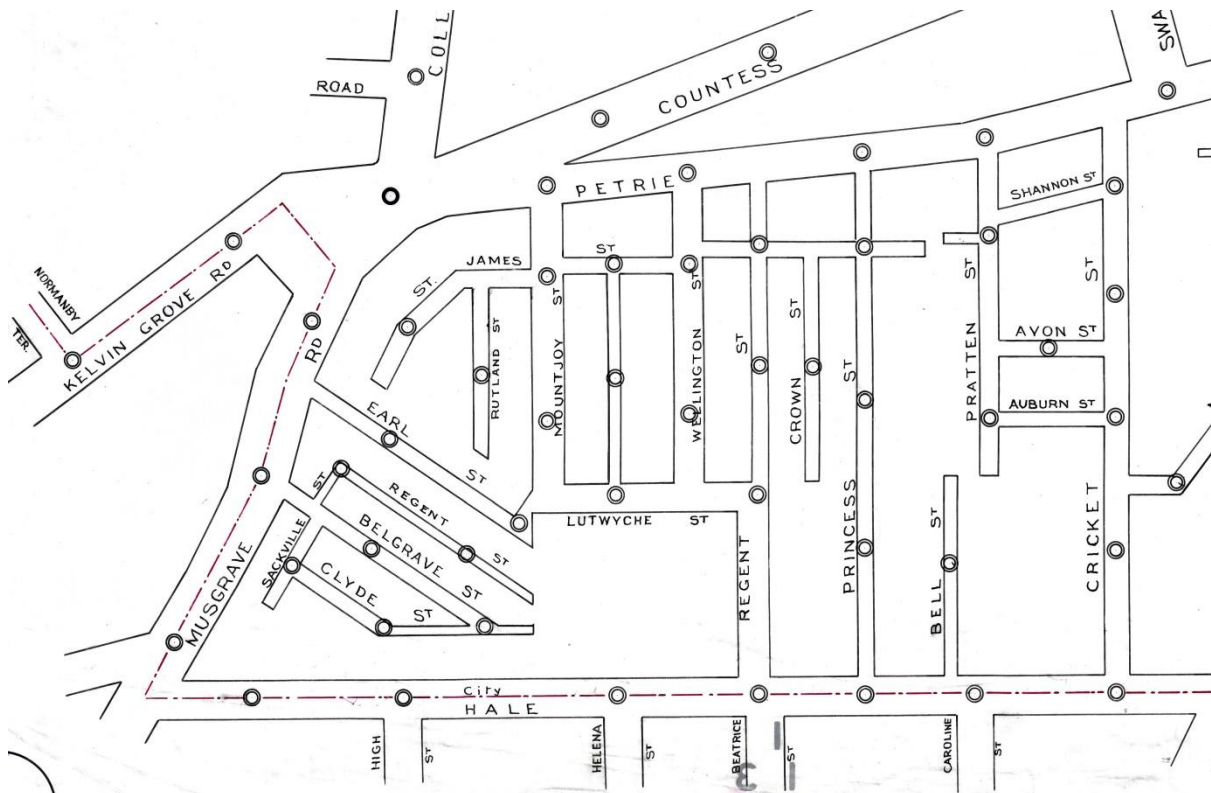 COLL
SWA
ROAD
COUNTESS
PETRIE
SHANNON ST
NORMANBY
TER.
KELVIN GROVE RD
JAMES ST
ST.
RUTLAND ST
MOUNTJOY ST
WELLINGTON ST
REGENT ST
CROWN ST
PRINCESS ST
PRATTEN ST
AVON ST
AUBURN ST
CRICKET ST
MUSGRAVE RD
EARL ST
REGENT ST
SACKVILLE ST
BELGRAVE ST
CLYDE ST
LUTWYCHE ST
BELL ST
City
HALE
HIGH ST
HELENA ST
BEATRICE ST
CAROLINE ST